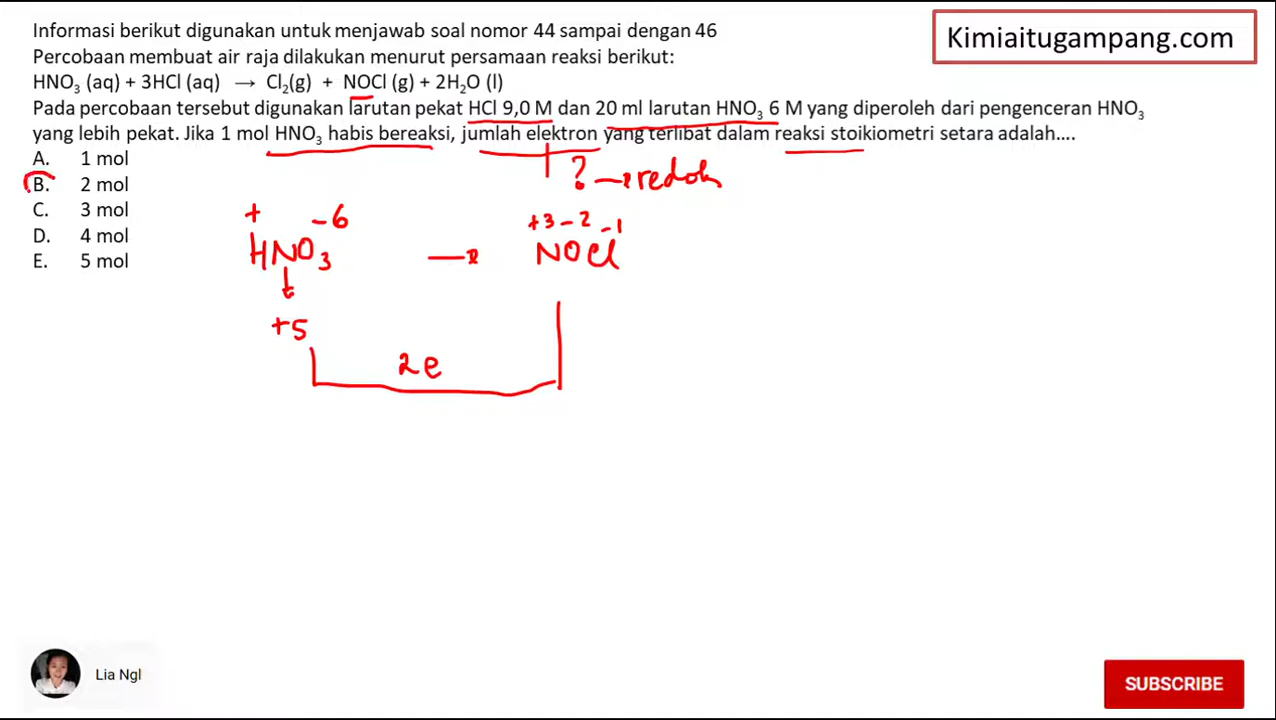 Informasi berikut digunakan untuk menjawab soal nomor 44 sampai dengan 46
Kimiaitugampang.com
Percobaan membuat air raja dilakukan menurut persamaan reaksi berikut:
HNO₃ (aq) + 3HCl (aq) → Cl₂(g) + NOCl (g) + 2H₂O (l)
Pada percobaan tersebut digunakan larutan pekat HCl 9,0 M dan 20 ml larutan HNO₃ 6 M yang diperoleh dari pengenceran HNO₃
yang lebih pekat. Jika 1 mol HNO₃ habis bereaksi, jumlah elektron yang terlibat dalam reaksi stoikiometri setara adalah....
A. 1 mol
B. 2 mol
C. 3 mol
D. 4 mol
E. 5 mol
? → redoks
+ -6 +3 -2 -1
HNO₃ → NOCl
+5
2e
Lia Ngl
SUBSCRIBE